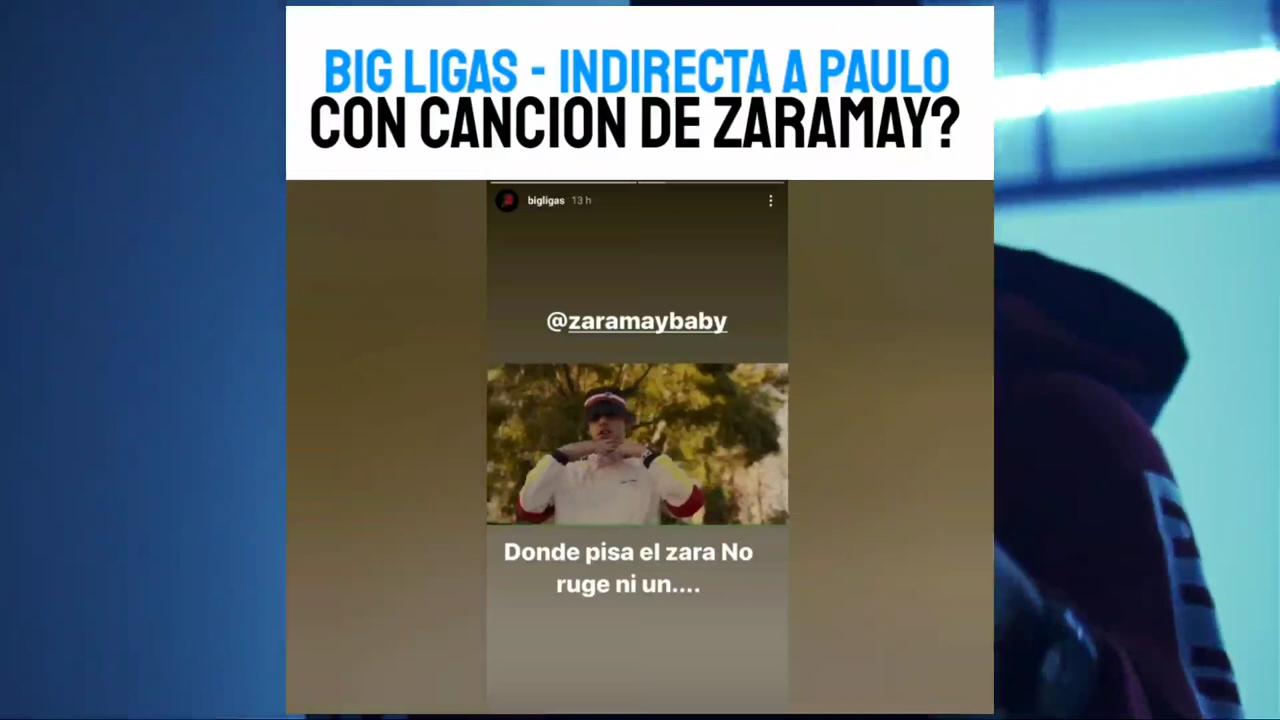 BIG LIGAS - INDIRECTA A PAULO
CON CANCION DE ZARAMAY?
bigligas 13 h
@zaramaybaby
Donde pisa el zara No
ruge ni un....